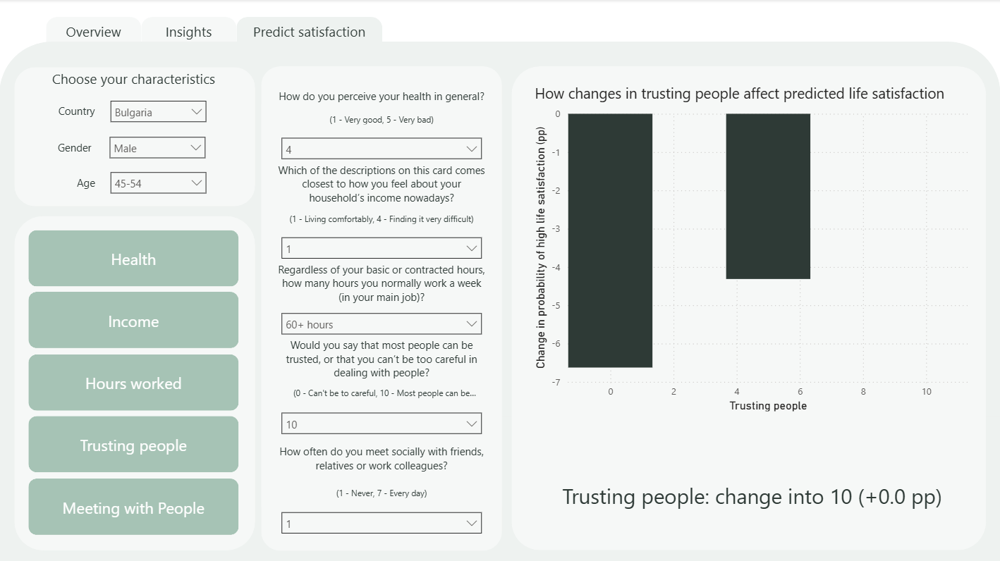 Overview
Insights
Predict satisfaction
Choose your characteristics
Country
Bulgaria
Gender
Male
Age
45-54
Health
Income
Hours worked
Trusting people
Meeting with People
How do you perceive your health in general?
(1 - Very good, 5 - Very bad)
4
Which of the descriptions on this card comes
closest to how you feel about your
household's income nowadays?
(1 - Living comfortably, 4 - Finding it very difficult)
1
Regardless of your basic or contracted hours,
how many hours you normally work a week
(in your main job)?
60+ hours
Would you say that most people can be
trusted, or that you can't be too careful in
dealing with people?
(0 - Can't be to careful, 10 - Most people can be...
10
How often do you meet socially with friends,
relatives or work colleagues?
(1 - Never, 7 - Every day)
1
How changes in trusting people affect predicted life satisfaction
Change in probability of high life satisfaction (pp)
0
-1
-2
-3
-4
-5
-6
-7
0 2 4 6 8 10
Trusting people
Trusting people: change into 10 (+0.0 pp)